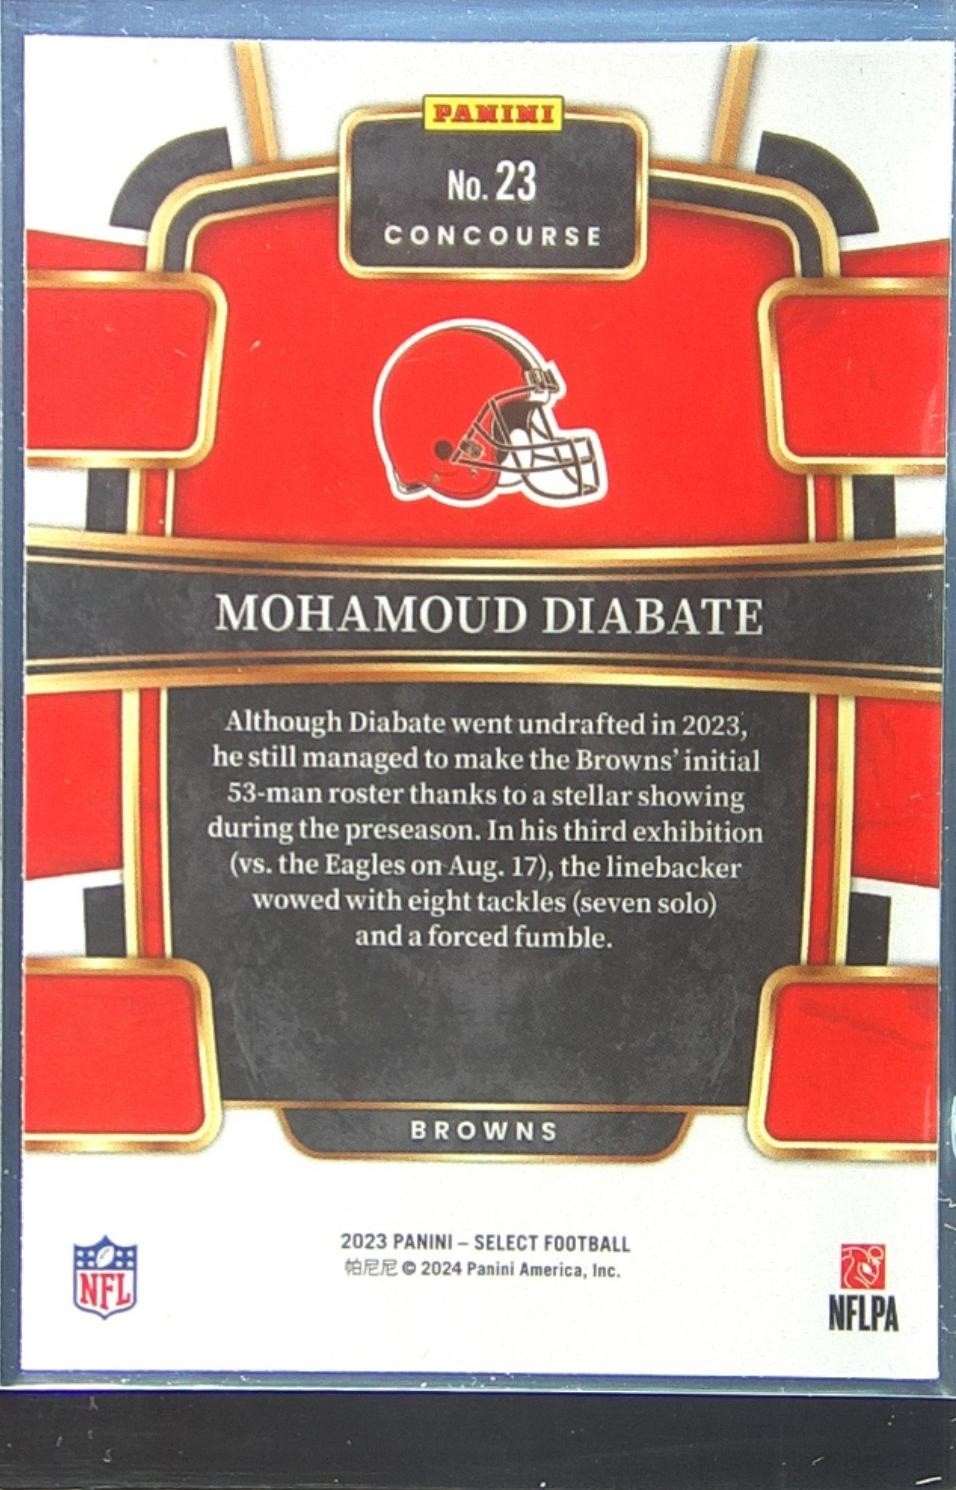 PANINI
No. 23
CONCOURSE
MOHAMOUD DIABATE
Although Diabate went undrafted in 2023,
he still managed to make the Browns' initial
53-man roster thanks to a stellar showing
during the preseason. In his third exhibition
(vs. the Eagles on Aug. 17), the linebacker
wowed with eight tackles (seven solo)
and a forced fumble.
BROWNS
2023 PANINI – SELECT FOOTBALL
帕尼尼 © 2024 Panini America, Inc.
NFL
NFLPA